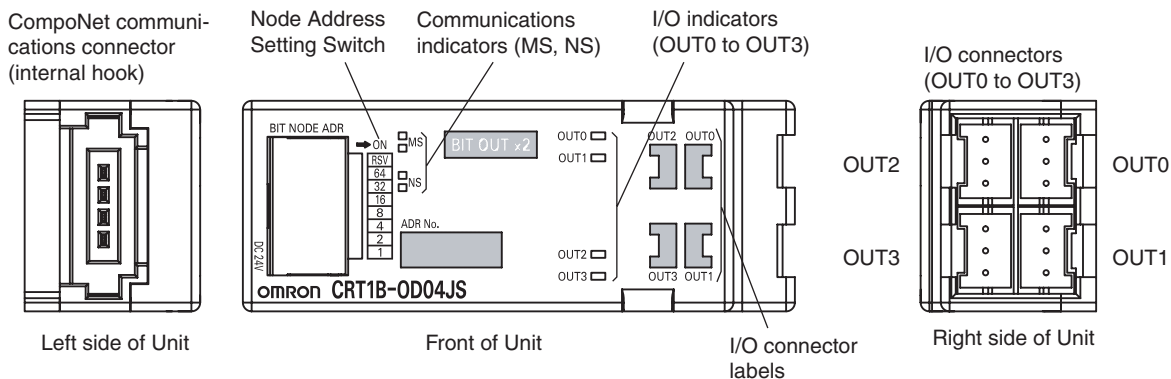 CompoNet communi-
cations connector
(internal hook)
Node Address
Setting Switch
Communications
indicators (MS, NS)
I/O indicators
(OUT0 to OUT3)
I/O connectors
(OUT0 to OUT3)
BIT NODE ADR
ON
RSV
64
32
16
8
4
2
1
DC 24V
MS
NS
BIT OUT x2
ADR No.
OUT0
OUT1
OUT2
OUT3
OUT2 OUT0
OUT3 OUT1
OMRON CRT1B-OD04JS
OUT2
OUT0
OUT3
OUT1
Left side of Unit
Front of Unit
I/O connector
labels
Right side of Unit